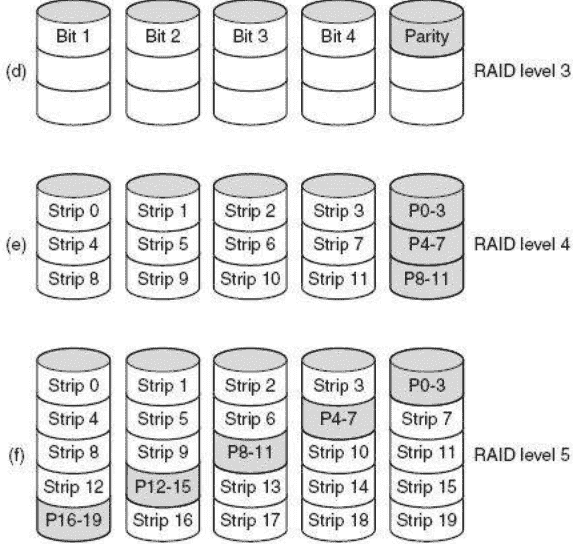 Bit 1 Bit 2 Bit 3 Bit 4 Parity
(d) RAID level 3
Strip 0 Strip 1 Strip 2 Strip 3 P0-3
(e) Strip 4 Strip 5 Strip 6 Strip 7 P4-7 RAID level 4
Strip 8 Strip 9 Strip 10 Strip 11 P8-11
Strip 0 Strip 1 Strip 2 Strip 3 P0-3
Strip 4 Strip 5 Strip 6 P4-7 Strip 7
(f) Strip 8 Strip 9 P8-11 Strip 10 Strip 11 RAID level 5
Strip 12 P12-15 Strip 13 Strip 14 Strip 15
P16-19 Strip 16 Strip 17 Strip 18 Strip 19